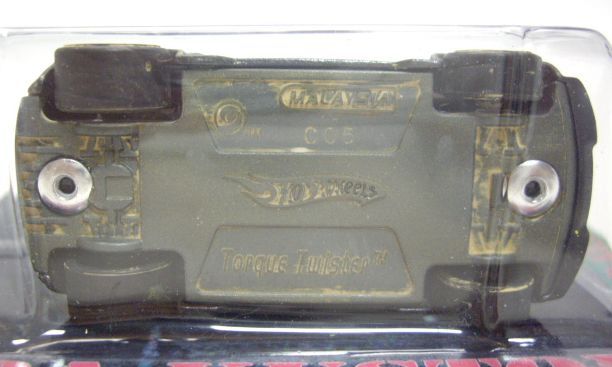 MALAYSIA
C05
Hot Wheels
Torque Twister™